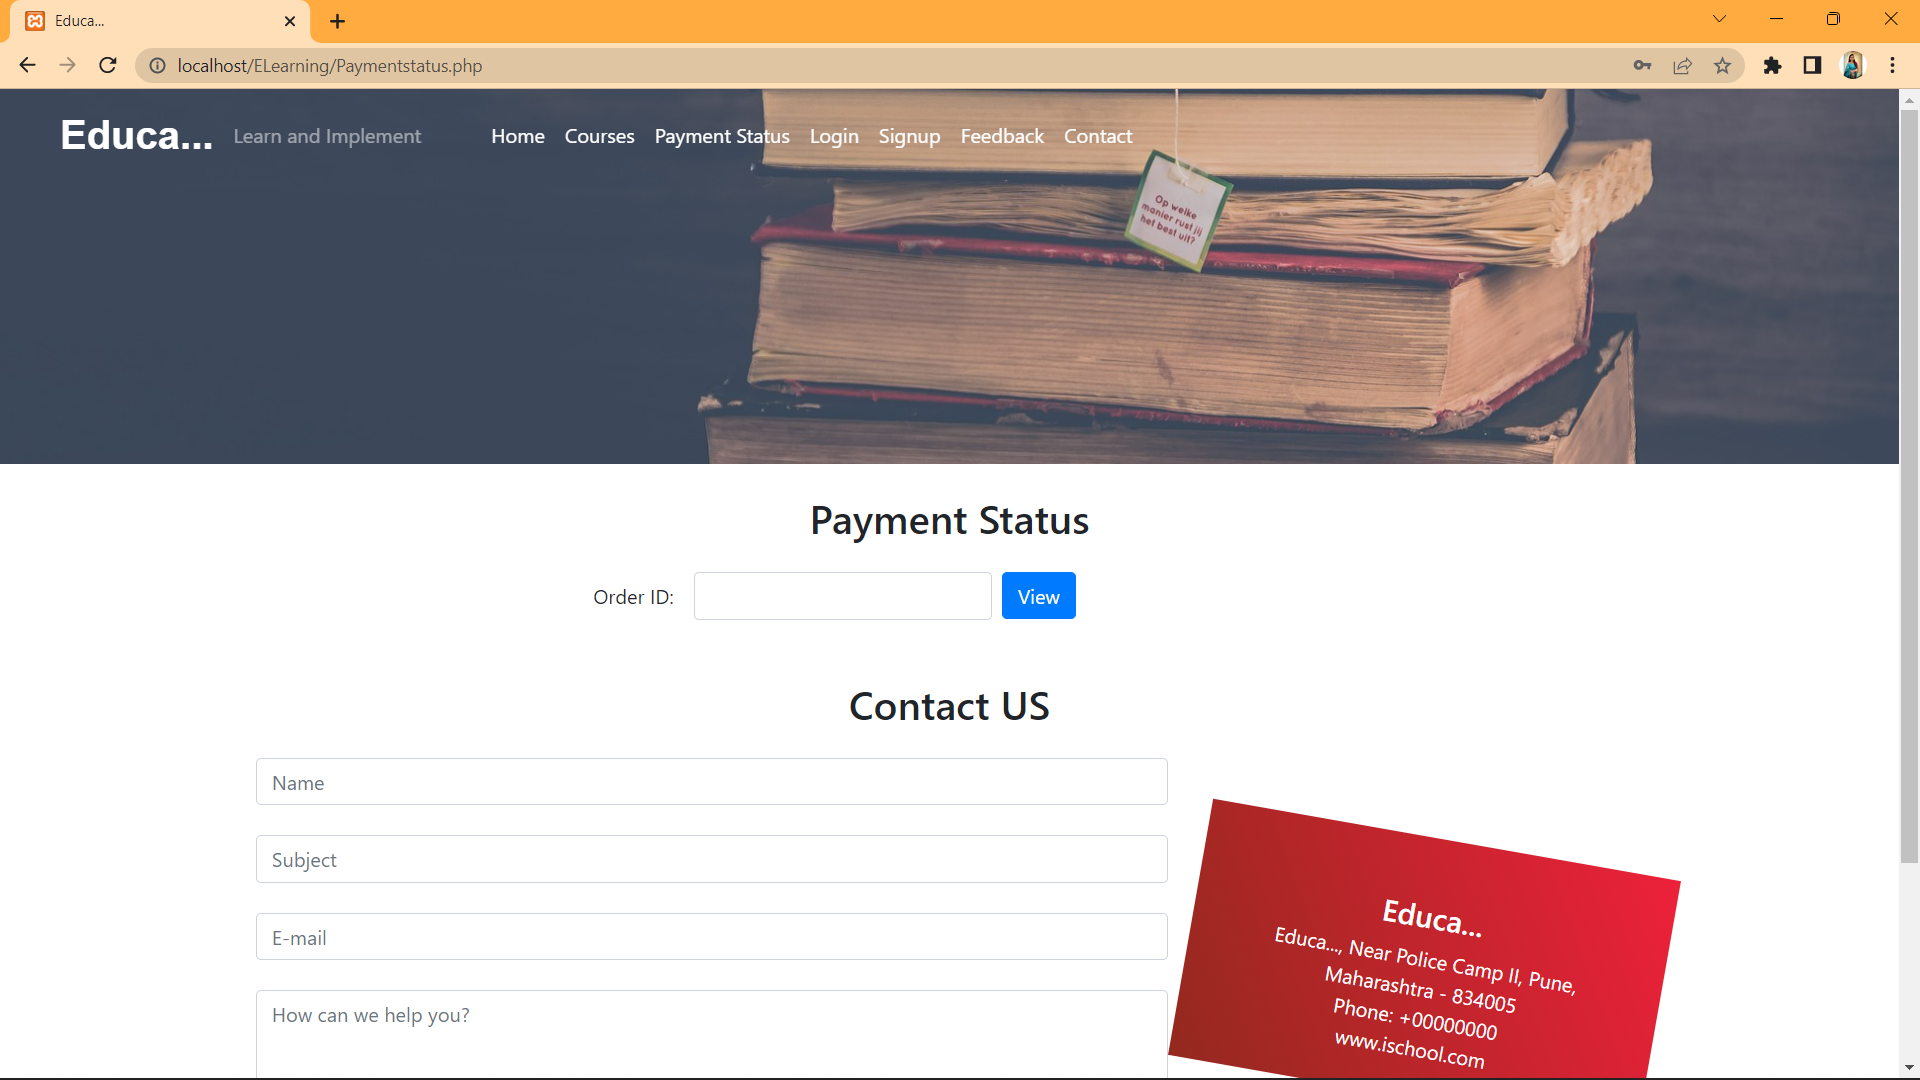 Educa...
localhost/ELearning/Paymentstatus.php
Educa... Learn and Implement Home Courses Payment Status Login Signup Feedback Contact
Op welke
manier rust jij
het best uit?
Payment Status
Order ID: View
Contact US
Name
Subject
E-mail
How can we help you?
Educa...
Educa..., Near Police Camp II, Pune,
Maharashtra - 834005
Phone: +00000000
www.ischool.com